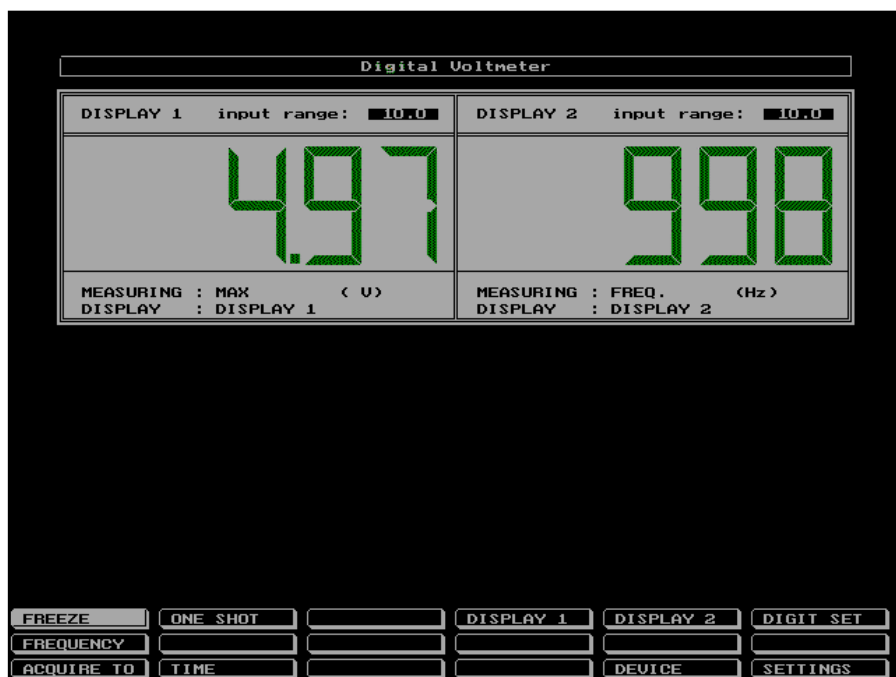 Digital Voltmeter
DISPLAY 1 input range: 10.0 DISPLAY 2 input range: 10.0
4.97 998
MEASURING : MAX ( V) MEASURING : FREQ. (Hz)
DISPLAY : DISPLAY 1 DISPLAY : DISPLAY 2
FREEZE ONE SHOT DISPLAY 1 DISPLAY 2 DIGIT SET
FREQUENCY
ACQUIRE TO TIME DEVICE SETTINGS